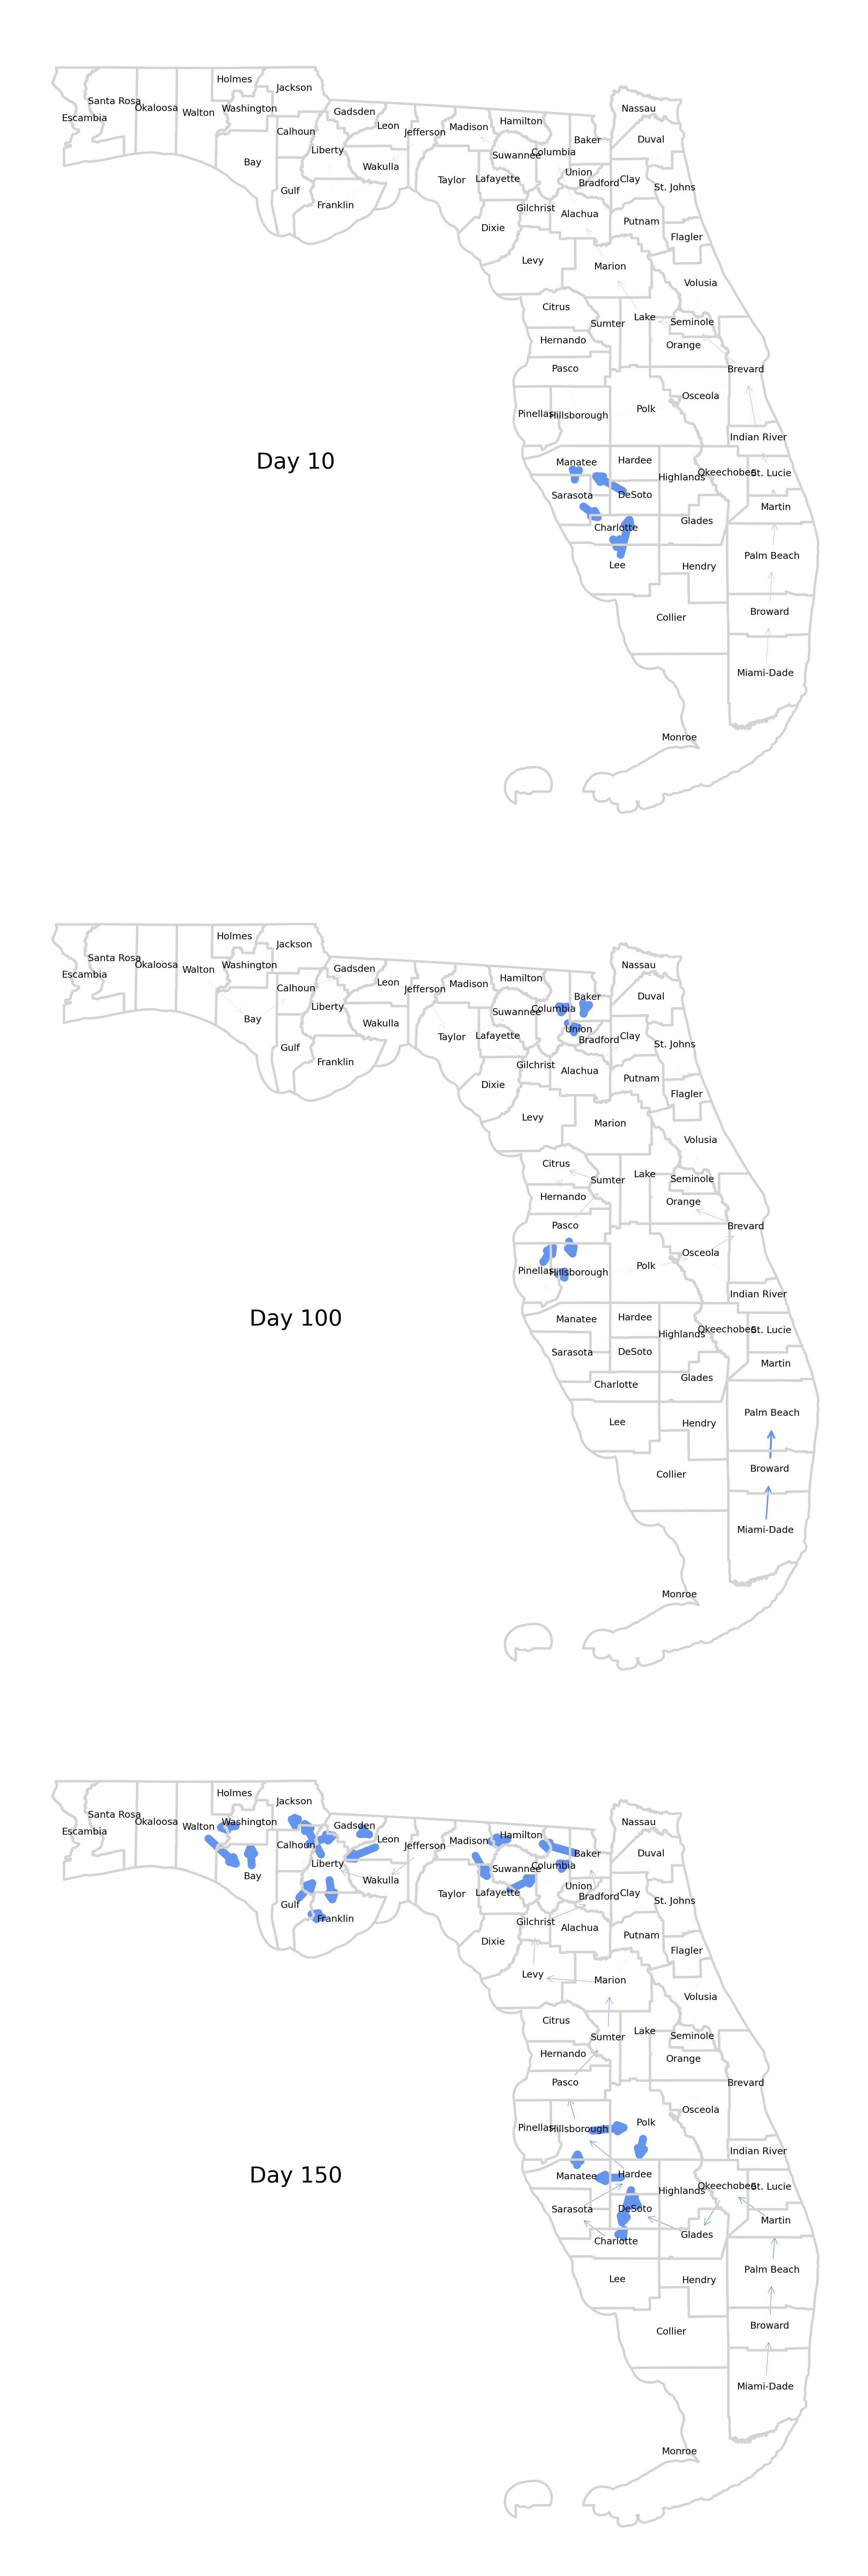 Holmes
Jackson
Santa Rosa
Okaloosa
Walton
Washington
Escambia
Gadsden
Nassau
Calhoun
Leon
Jefferson
Madison
Hamilton
Baker
Duval
Bay
Liberty
Wakulla
Suwannee
Columbia
Union
Bradford
Clay
St. Johns
Gulf
Franklin
Taylor
Lafayette
Gilchrist
Alachua
Putnam
Dixie
Flagler
Levy
Marion
Volusia
Citrus
Sumter
Lake
Seminole
Hernando
Orange
Pasco
Brevard
Osceola
Pinellas
Hillsborough
Polk
Indian River
Day 10
Manatee
Hardee
Highlands
Okeechobee
St. Lucie
Sarasota
DeSoto
Martin
Charlotte
Glades
Palm Beach
Lee
Hendry
Collier
Broward
Miami-Dade
Monroe
Holmes
Jackson
Santa Rosa
Okaloosa
Walton
Washington
Escambia
Gadsden
Nassau
Calhoun
Leon
Jefferson
Madison
Hamilton
Baker
Duval
Bay
Liberty
Wakulla
Suwannee
Columbia
Union
Bradford
Clay
St. Johns
Gulf
Franklin
Taylor
Lafayette
Gilchrist
Alachua
Putnam
Dixie
Flagler
Levy
Marion
Volusia
Citrus
Sumter
Lake
Seminole
Hernando
Orange
Pasco
Brevard
Osceola
Pinellas
Hillsborough
Polk
Indian River
Day 100
Manatee
Hardee
Highlands
Okeechobee
St. Lucie
Sarasota
DeSoto
Martin
Charlotte
Glades
Palm Beach
Lee
Hendry
Collier
Broward
Miami-Dade
Monroe
Holmes
Jackson
Santa Rosa
Okaloosa
Walton
Washington
Escambia
Gadsden
Nassau
Calhoun
Leon
Jefferson
Madison
Hamilton
Baker
Duval
Bay
Liberty
Wakulla
Suwannee
Columbia
Union
Bradford
Clay
St. Johns
Gulf
Franklin
Taylor
Lafayette
Gilchrist
Alachua
Putnam
Dixie
Flagler
Levy
Marion
Volusia
Citrus
Sumter
Lake
Seminole
Hernando
Orange
Pasco
Brevard
Osceola
Pinellas
Hillsborough
Polk
Indian River
Day 150
Manatee
Hardee
Highlands
Okeechobee
St. Lucie
Sarasota
DeSoto
Martin
Charlotte
Glades
Palm Beach
Lee
Hendry
Collier
Broward
Miami-Dade
Monroe